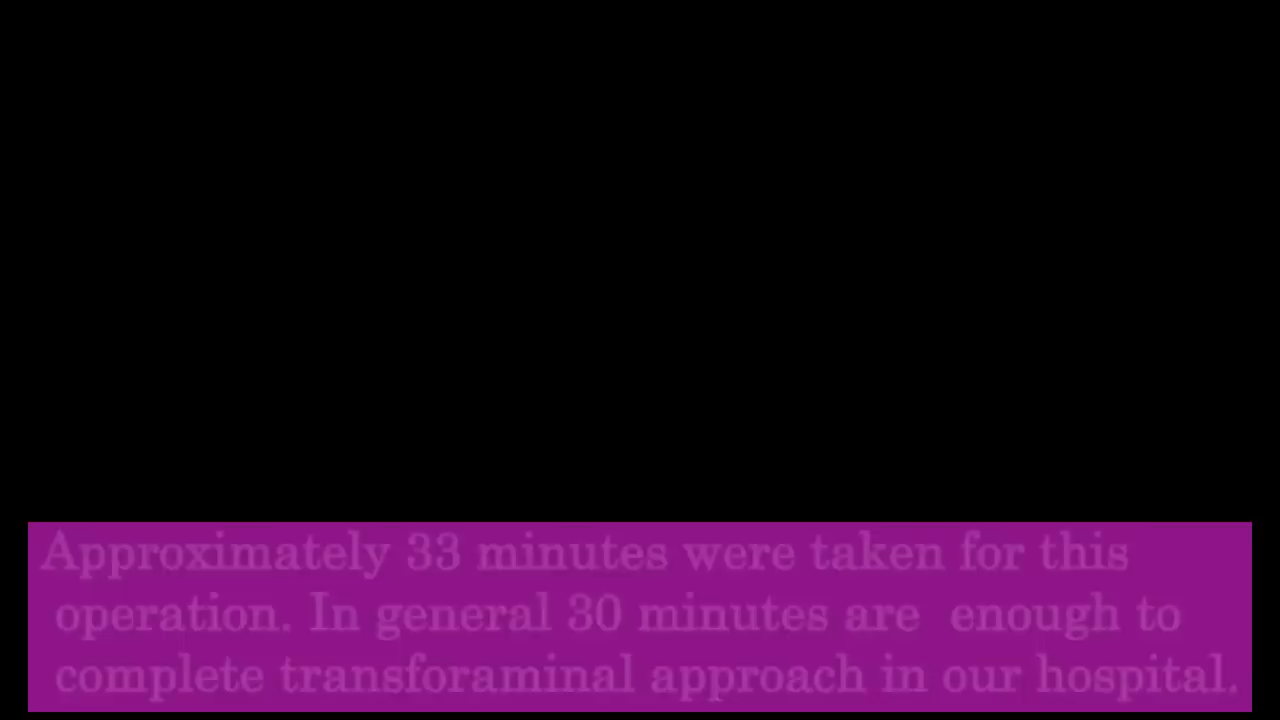 Approximately 33 minutes were taken for this
operation. In general 30 minutes are enough to
complete transforaminal approach in our hospital.